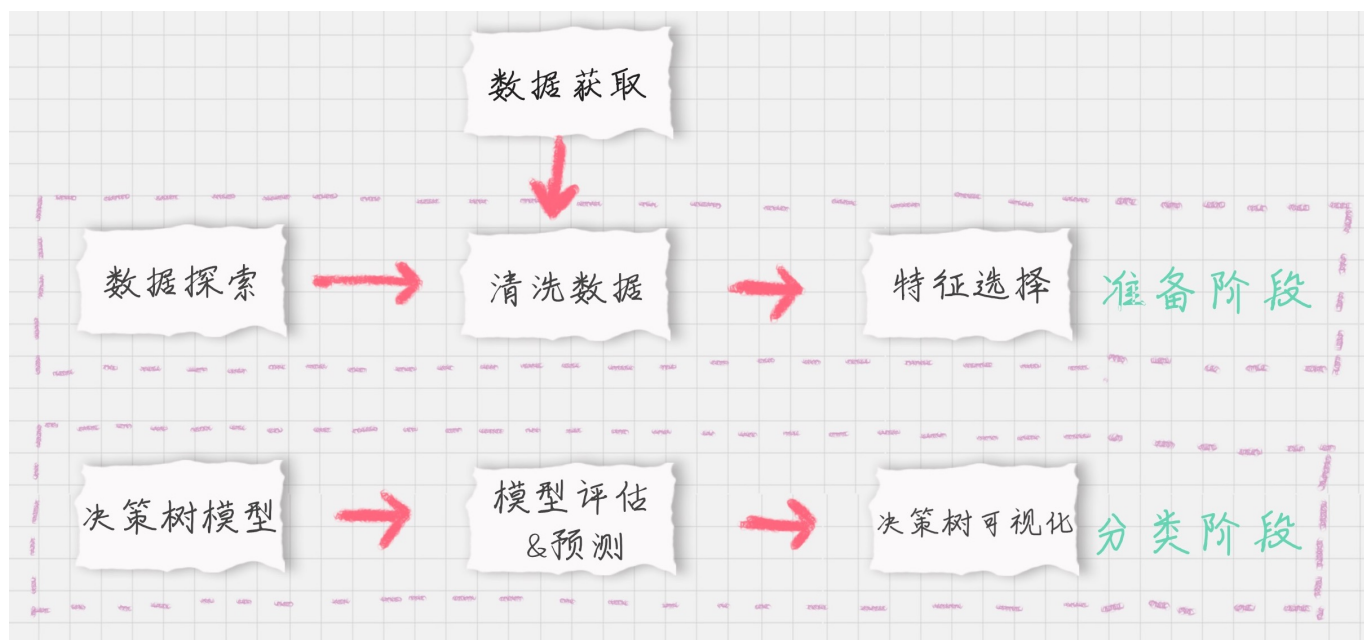 数据获取
数据探索
清洗数据
特征选择
准备阶段
决策树模型
模型评估
&预测
决策树可视化
分类阶段